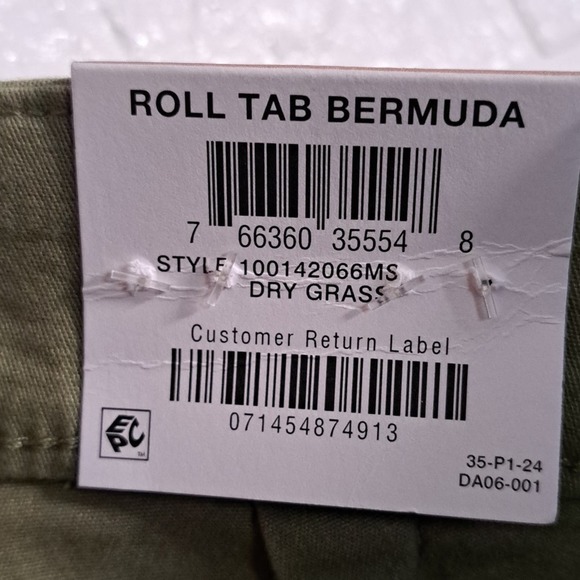 ROLL TAB BERMUDA
7 66360 35554 8
STYLE 100142066MS
DRY GRASS
Customer Return Label
071454874913
EPC
TM
35-P1-24
DA06-001